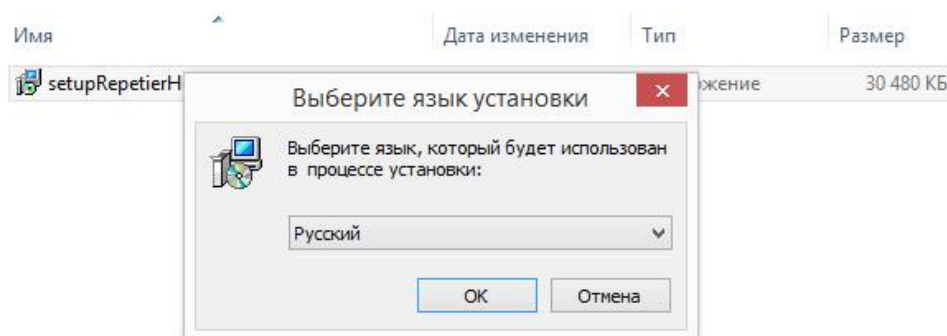 Имя Дата изменения Тип Размер
setupRepetierH ожение 30 480 КБ
Выберите язык установки
Выберите язык, который будет использован
в процессе установки:
Русский
OK Отмена